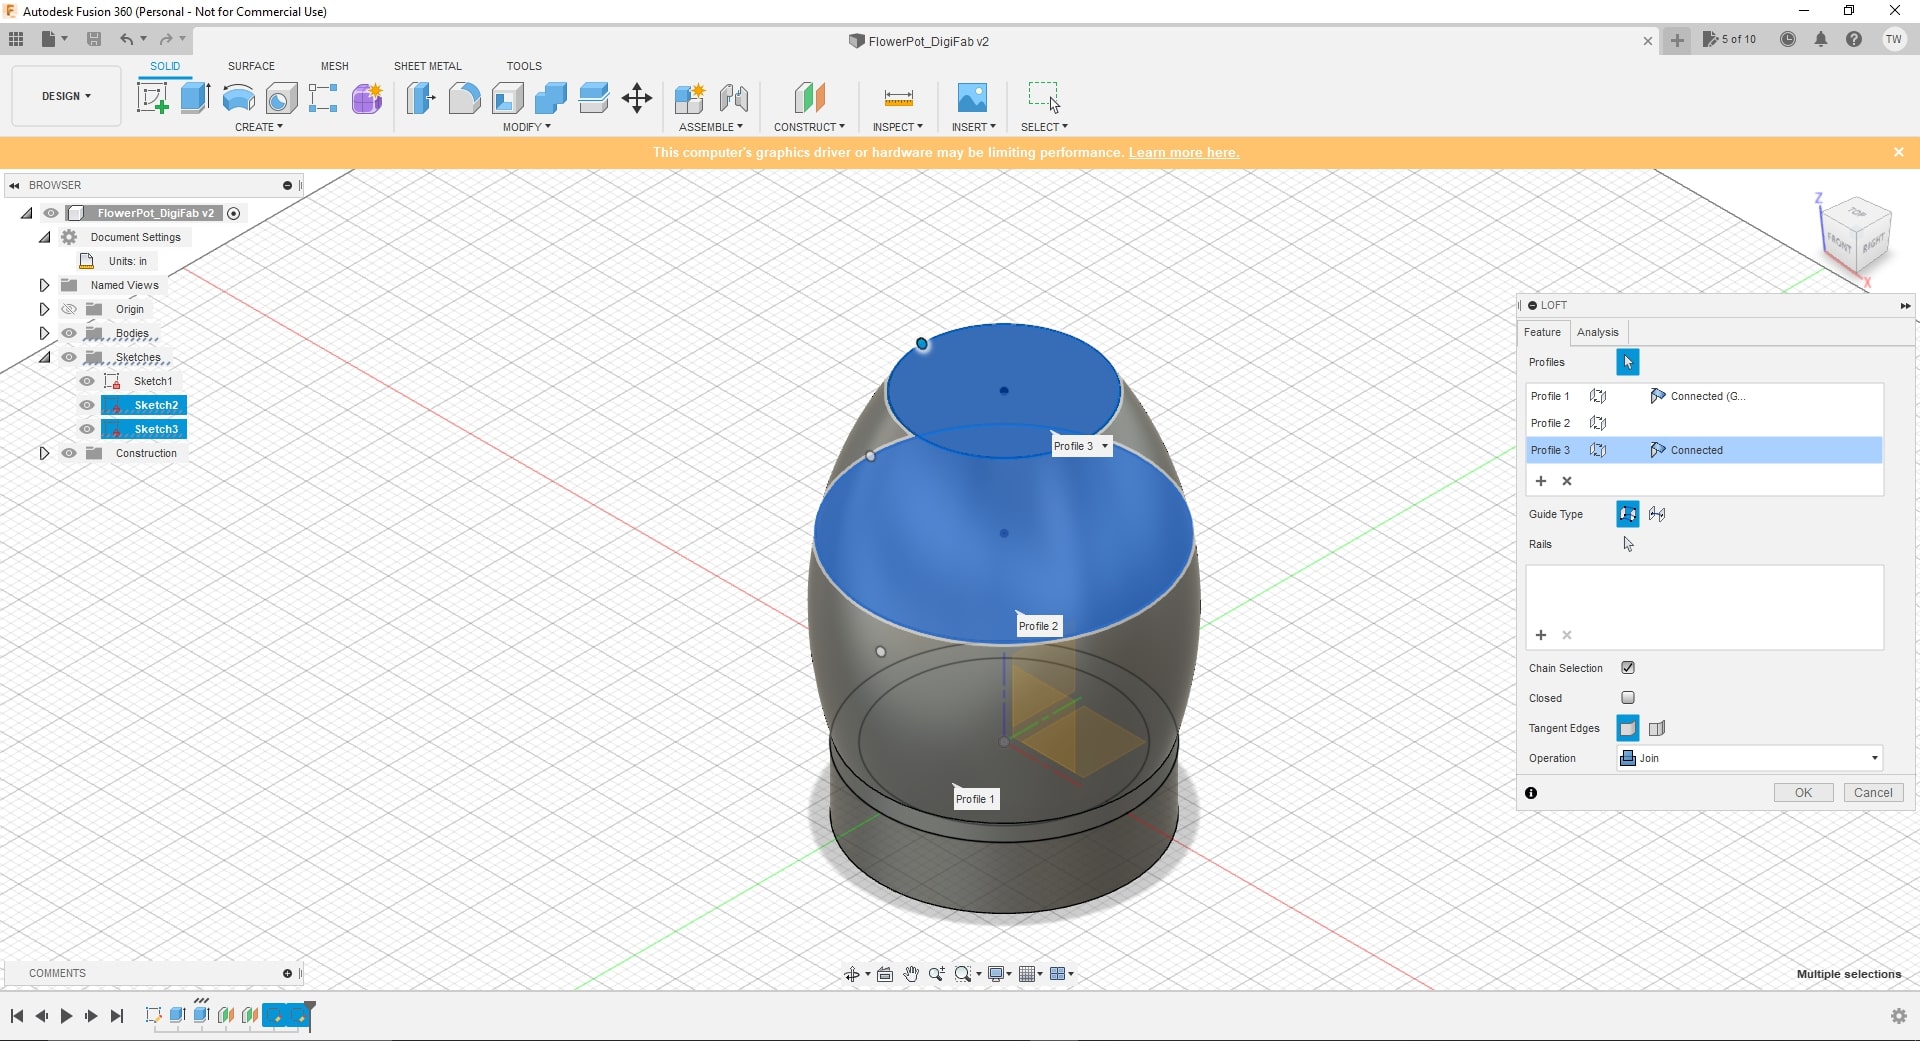 Autodesk Fusion 360 (Personal - Not for Commercial Use)
FlowerPot_DigiFab v2
5 of 10
TW
DESIGN
SOLID
SURFACE
MESH
SHEET METAL
TOOLS
CREATE
MODIFY
ASSEMBLE
CONSTRUCT
INSPECT
INSERT
SELECT
This computer's graphics driver or hardware may be limiting performance. Learn more here.
BROWSER
FlowerPot_DigiFab v2
Document Settings
Units: in
Named Views
Origin
Bodies
Sketches
Sketch1
Sketch2
Sketch3
Construction
Z
TOP
FRONT
RIGHT
X
Profile 3
Profile 2
Profile 1
LOFT
Feature
Analysis
Profiles
Profile 1 Connected (G...
Profile 2
Profile 3 Connected
Guide Type
Rails
Chain Selection
Closed
Tangent Edges
Operation
Join
OK
Cancel
COMMENTS
Multiple selections